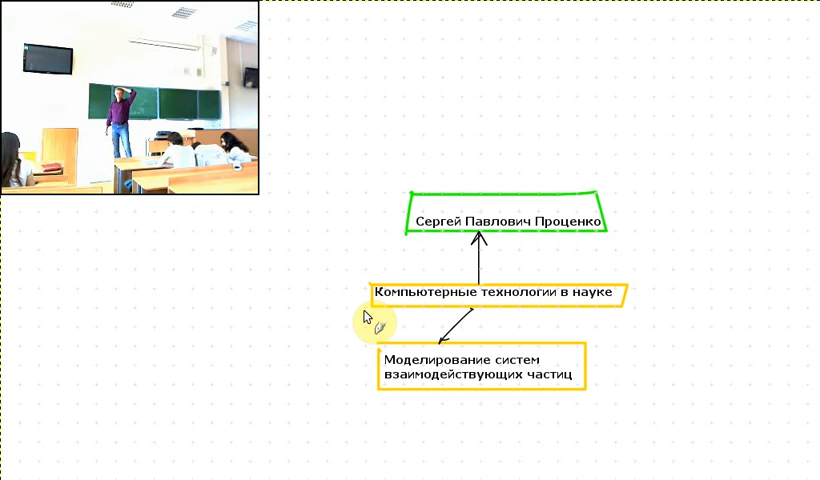 Сергей Павлович Проценко
Компьютерные технологии в науке
Моделирование систем
взаимодействующих частиц